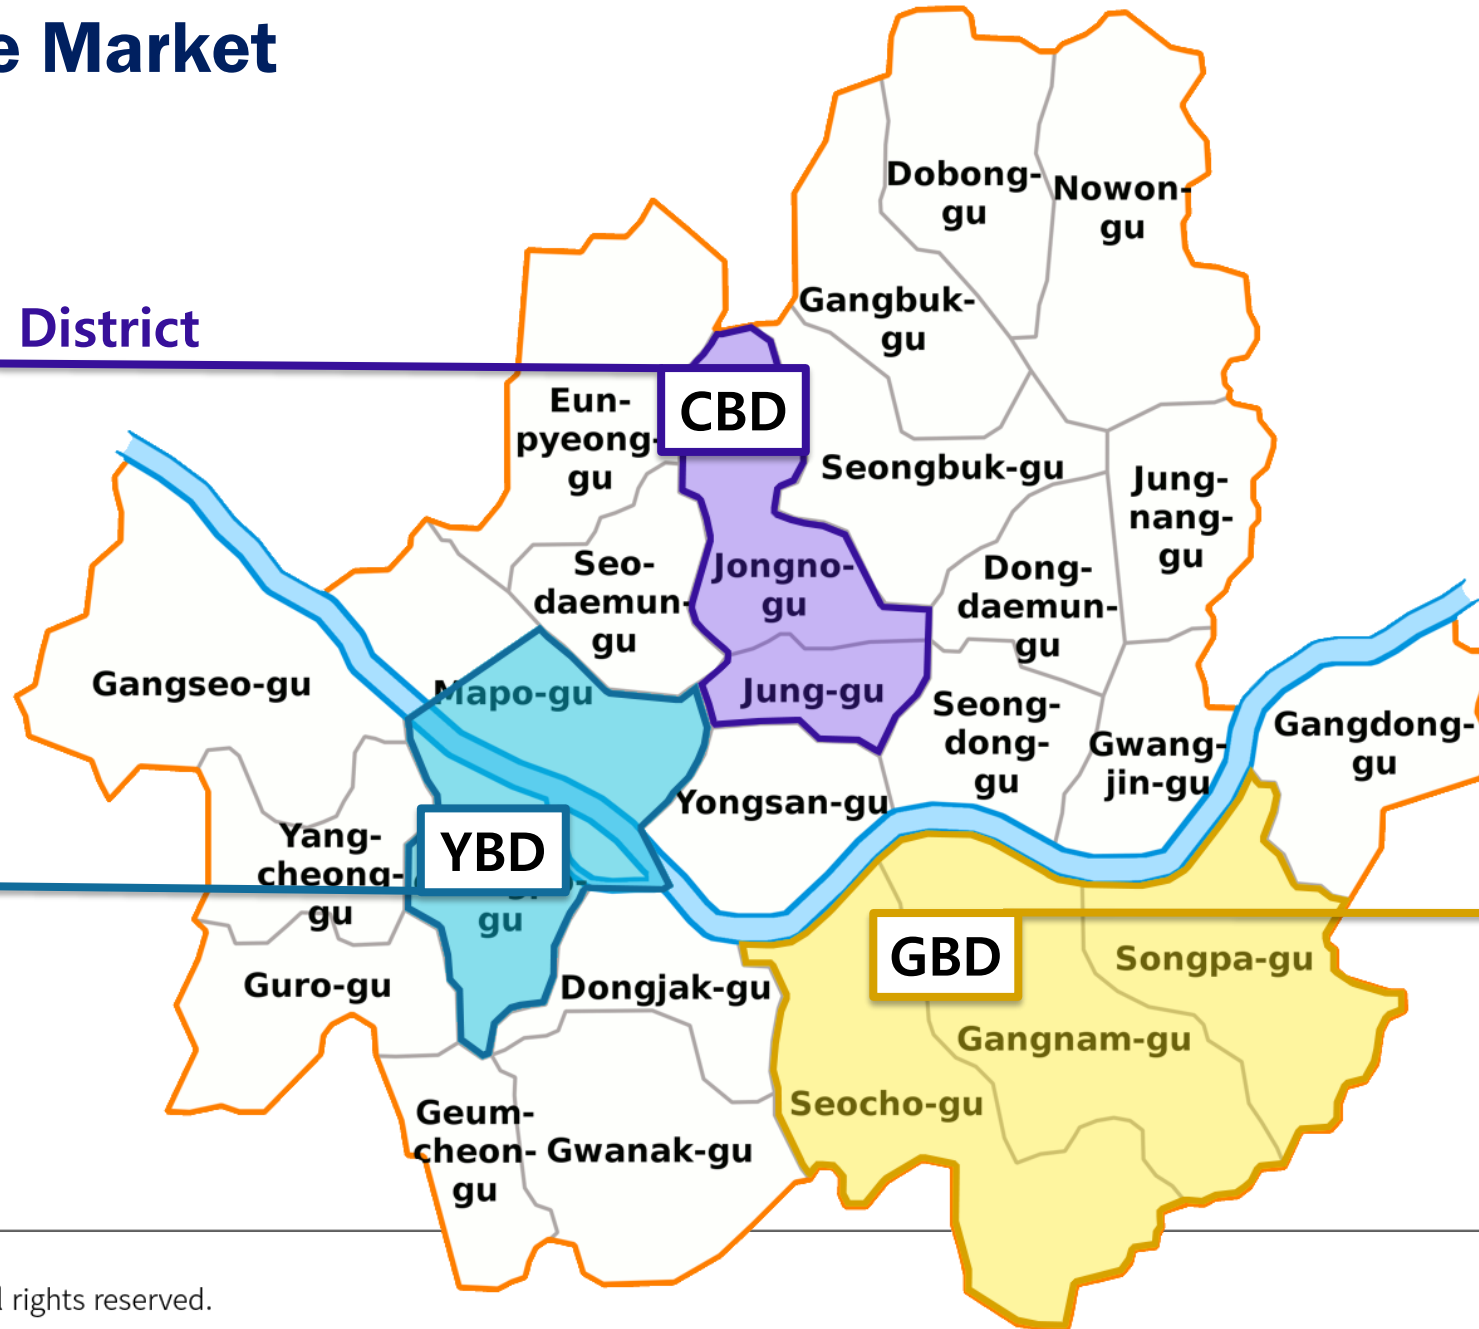 e Market
Dobong-
gu
Nowon-
gu
Gangbuk-
gu
District
Eun-
pyeong-
gu
CBD
Seongbuk-gu
Jung-
nang-
gu
Seo-
daemun-
gu
Jongno-
gu
Dong-
daemun-
gu
Gangseo-gu
Mapo-gu
Jung-gu
Seong-
dong-
gu
Gwang-
jin-gu
Gangdong-
gu
Yongsan-gu
Yang-
cheong-
gu
YBD
gu
Guro-gu
Dongjak-gu
GBD
Songpa-gu
Gangnam-gu
Seocho-gu
Geum-
cheon-
gu
Gwanak-gu
rights reserved.